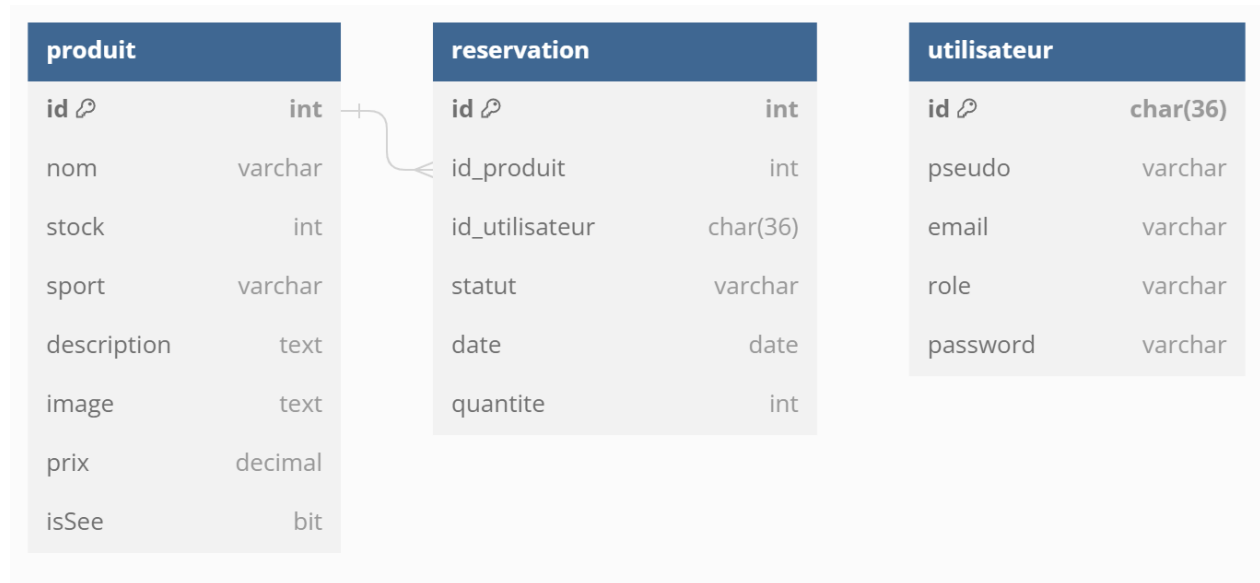 produit
id int
nom varchar
stock int
sport varchar
description text
image text
prix decimal
isSee bit
reservation
id int
id_produit int
id_utilisateur char(36)
statut varchar
date date
quantite int
utilisateur
id char(36)
pseudo varchar
email varchar
role varchar
password varchar